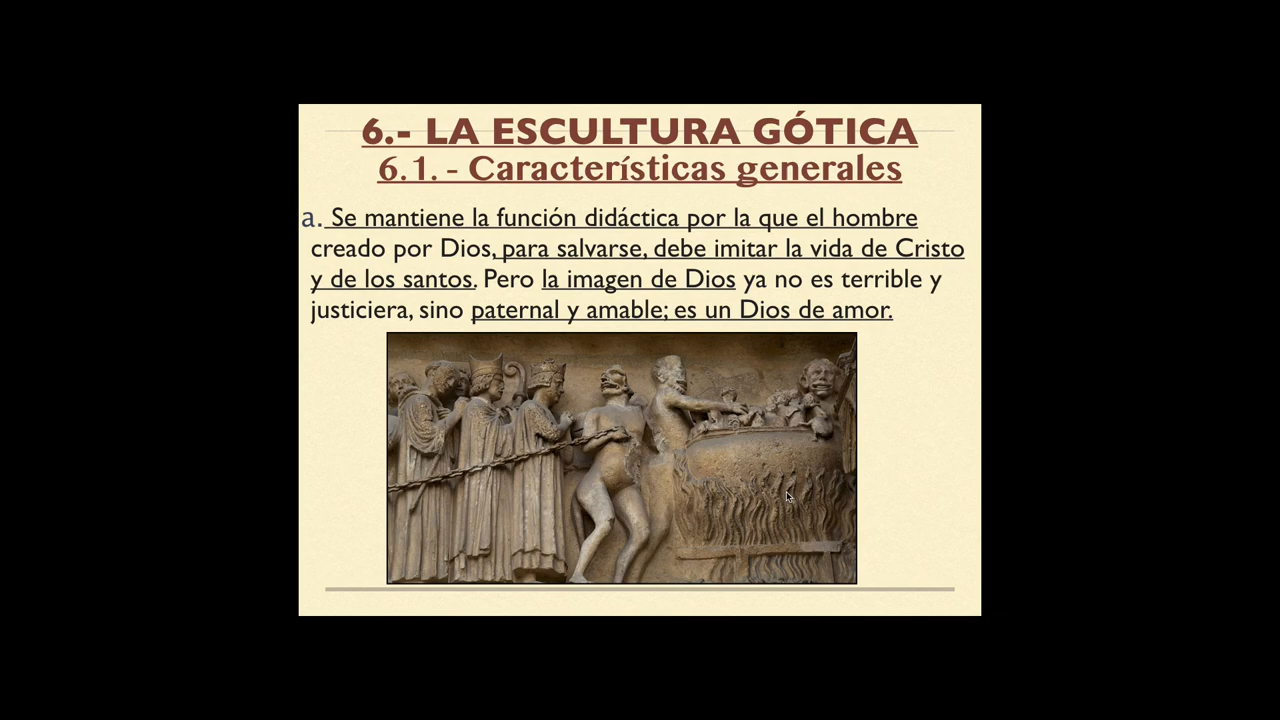 6.- LA ESCULTURA GÓTICA
6.1. - Características generales
a. Se mantiene la función didáctica por la que el hombre
creado por Dios, para salvarse, debe imitar la vida de Cristo
y de los santos. Pero la imagen de Dios ya no es terrible y
justiciera, sino paternal y amable; es un Dios de amor.